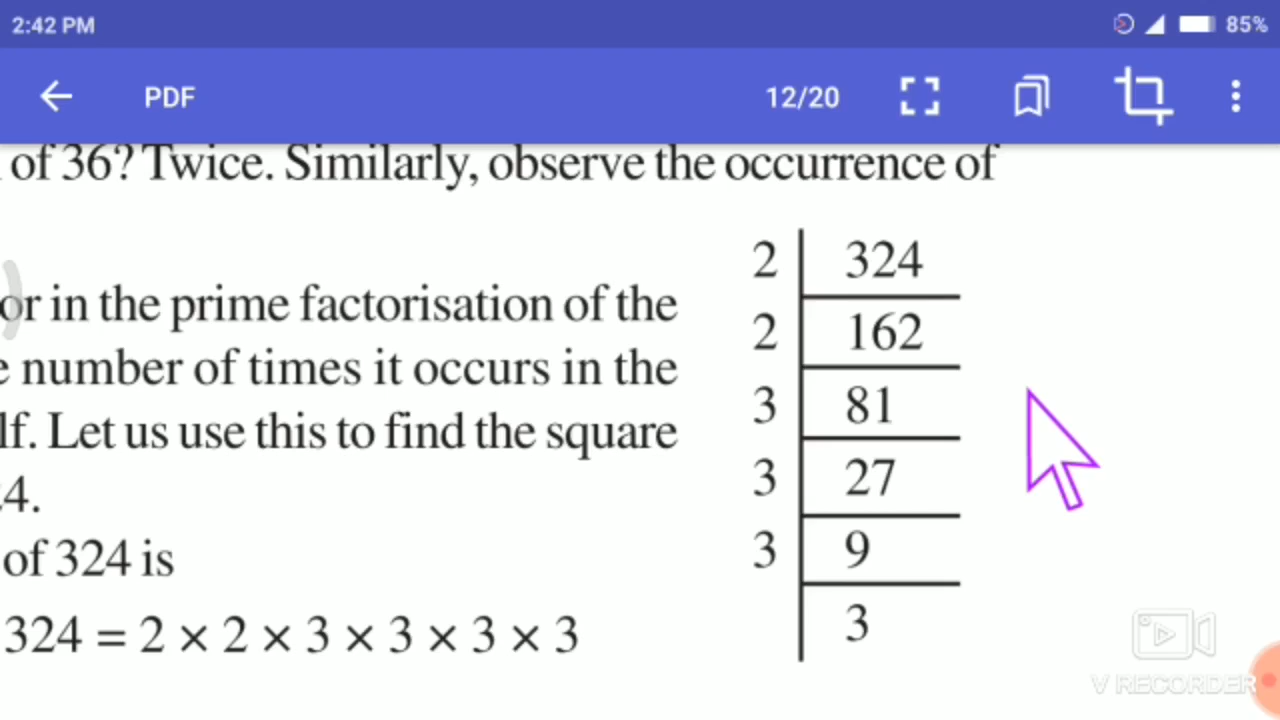 2:42 PM 85%
PDF 12/20
of 36? Twice. Similarly, observe the occurrence of
or in the prime factorisation of the
e number of times it occurs in the
lf. Let us use this to find the square
4.
of 324 is
324 = 2 × 2 × 3 × 3 × 3 × 3
2 324
2 162
3 81
3 27
3 9
3
V RECORDER